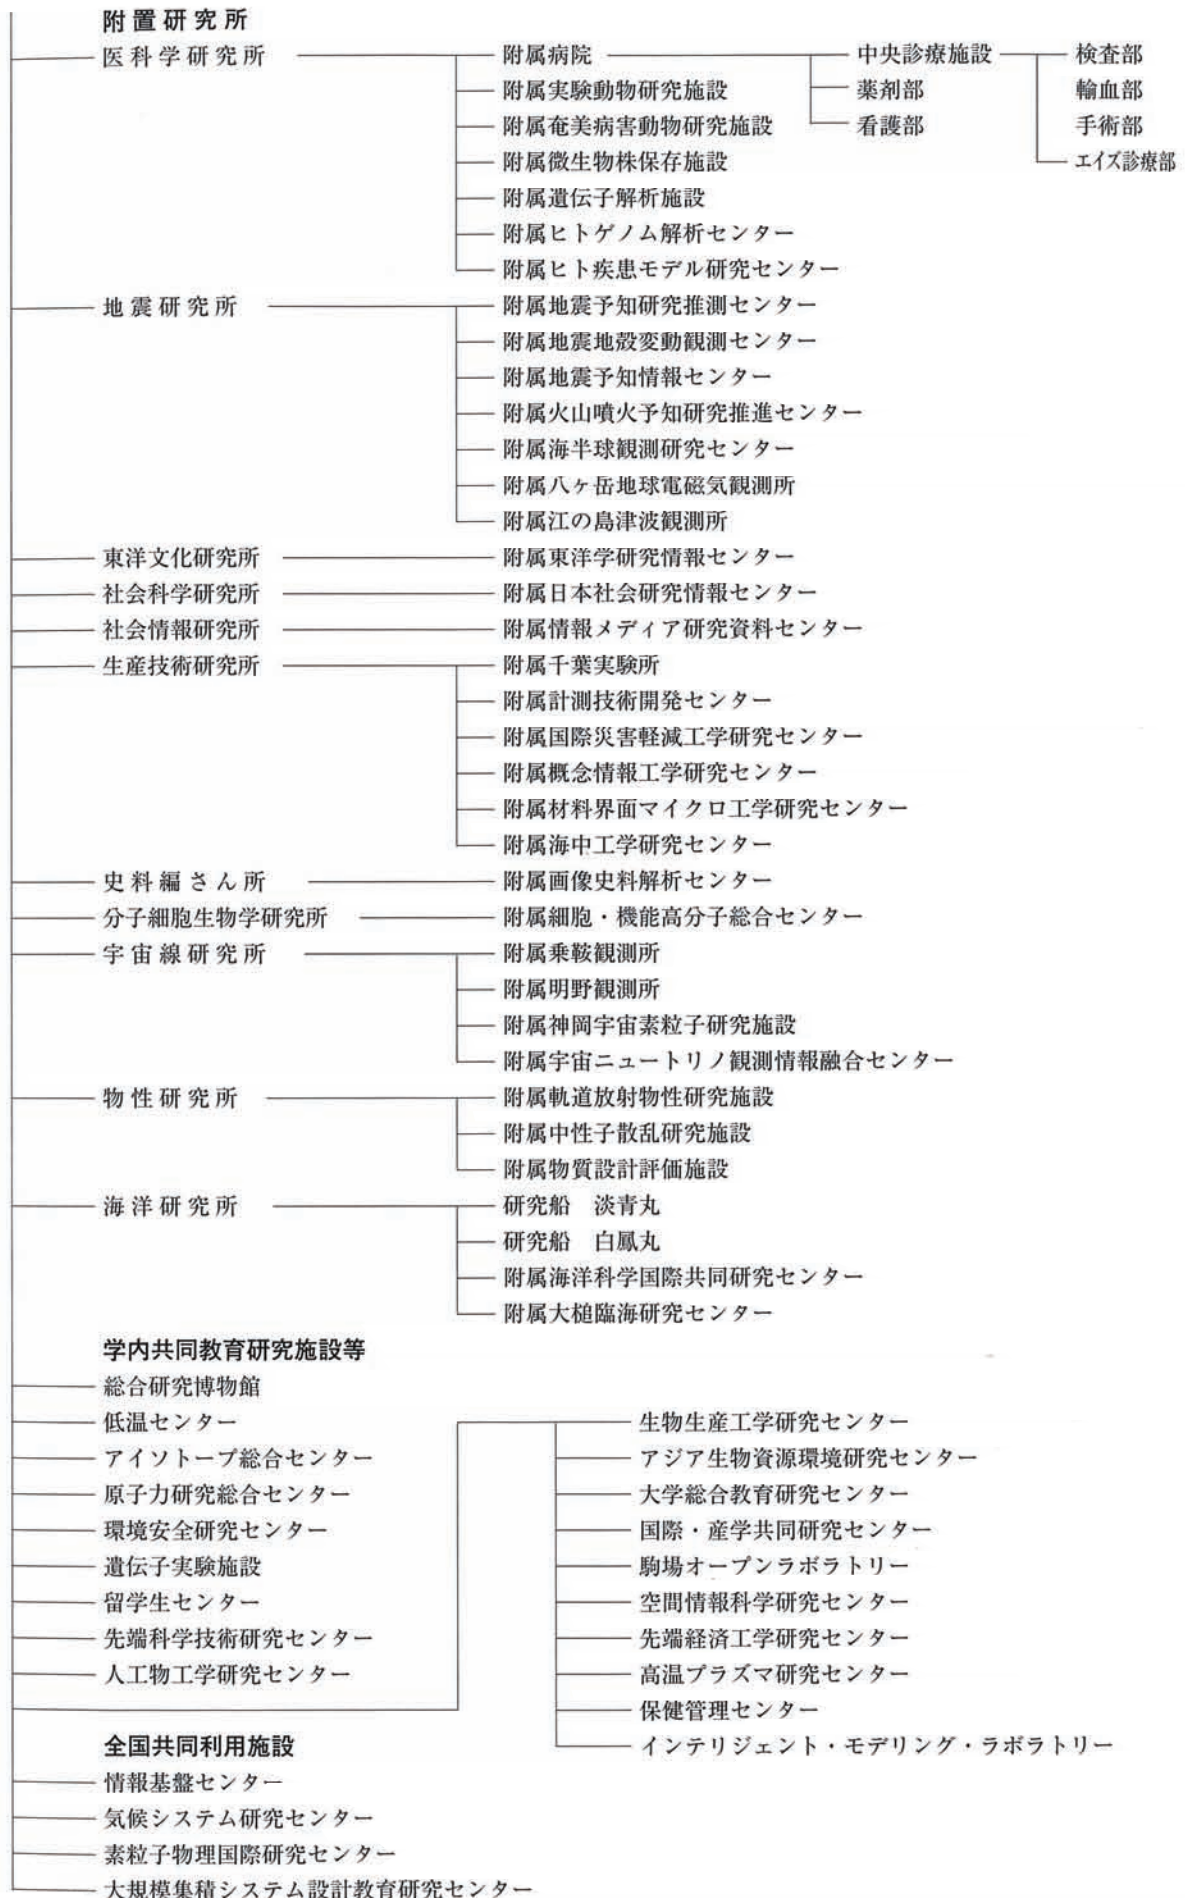 附置研究所
医科学研究所 附属病院 中央診療施設 検査部
附属実験動物研究施設 薬剤部 輸血部
附属奄美病害動物研究施設 看護部 手術部
附属微生物株保存施設 エイズ診療部
附属遺伝子解析施設
附属ヒトゲノム解析センター
附属ヒト疾患モデル研究センター
地震研究所 附属地震予知研究推測センター
附属地震地殻変動観測センター
附属地震予知情報センター
附属火山噴火予知研究推進センター
附属海半球観測研究センター
附属八ヶ岳地球電磁気観測所
附属江の島津波観測所
東洋文化研究所 附属東洋学研究情報センター
社会科学研究所 附属日本社会研究情報センター
社会情報研究所 附属情報メディア研究資料センター
生産技術研究所 附属千葉実験所
附属計測技術開発センター
附属国際災害軽減工学研究センター
附属概念情報工学研究センター
附属材料界面マイクロ工学研究センター
附属海中工学研究センター
史料編さん所 附属画像史料解析センター
分子細胞生物学研究所 附属細胞・機能高分子総合センター
宇宙線研究所 附属乗鞍観測所
附属明野観測所
附属神岡宇宙素粒子研究施設
附属宇宙ニュートリノ観測情報融合センター
物性研究所 附属軌道放射物性研究施設
附属中性子散乱研究施設
附属物質設計評価施設
海洋研究所 研究船 淡青丸
研究船 白鳳丸
附属海洋科学国際共同研究センター
附属大槌臨海研究センター
学内共同教育研究施設等
総合研究博物館
低温センター 生物生産工学研究センター
アイソトープ総合センター アジア生物資源環境研究センター
原子力研究総合センター 大学総合教育研究センター
環境安全研究センター 国際・産学共同研究センター
遺伝子実験施設 駒場オープンラボラトリー
留学生センター 空間情報科学研究センター
先端科学技術研究センター 先端経済工学研究センター
人工物工学研究センター 高温プラズマ研究センター
保健管理センター
全国共同利用施設 インテリジェント・モデリング・ラボラトリー
情報基盤センター
気候システム研究センター
素粒子物理国際研究センター
大規模集積システム設計教育研究センター